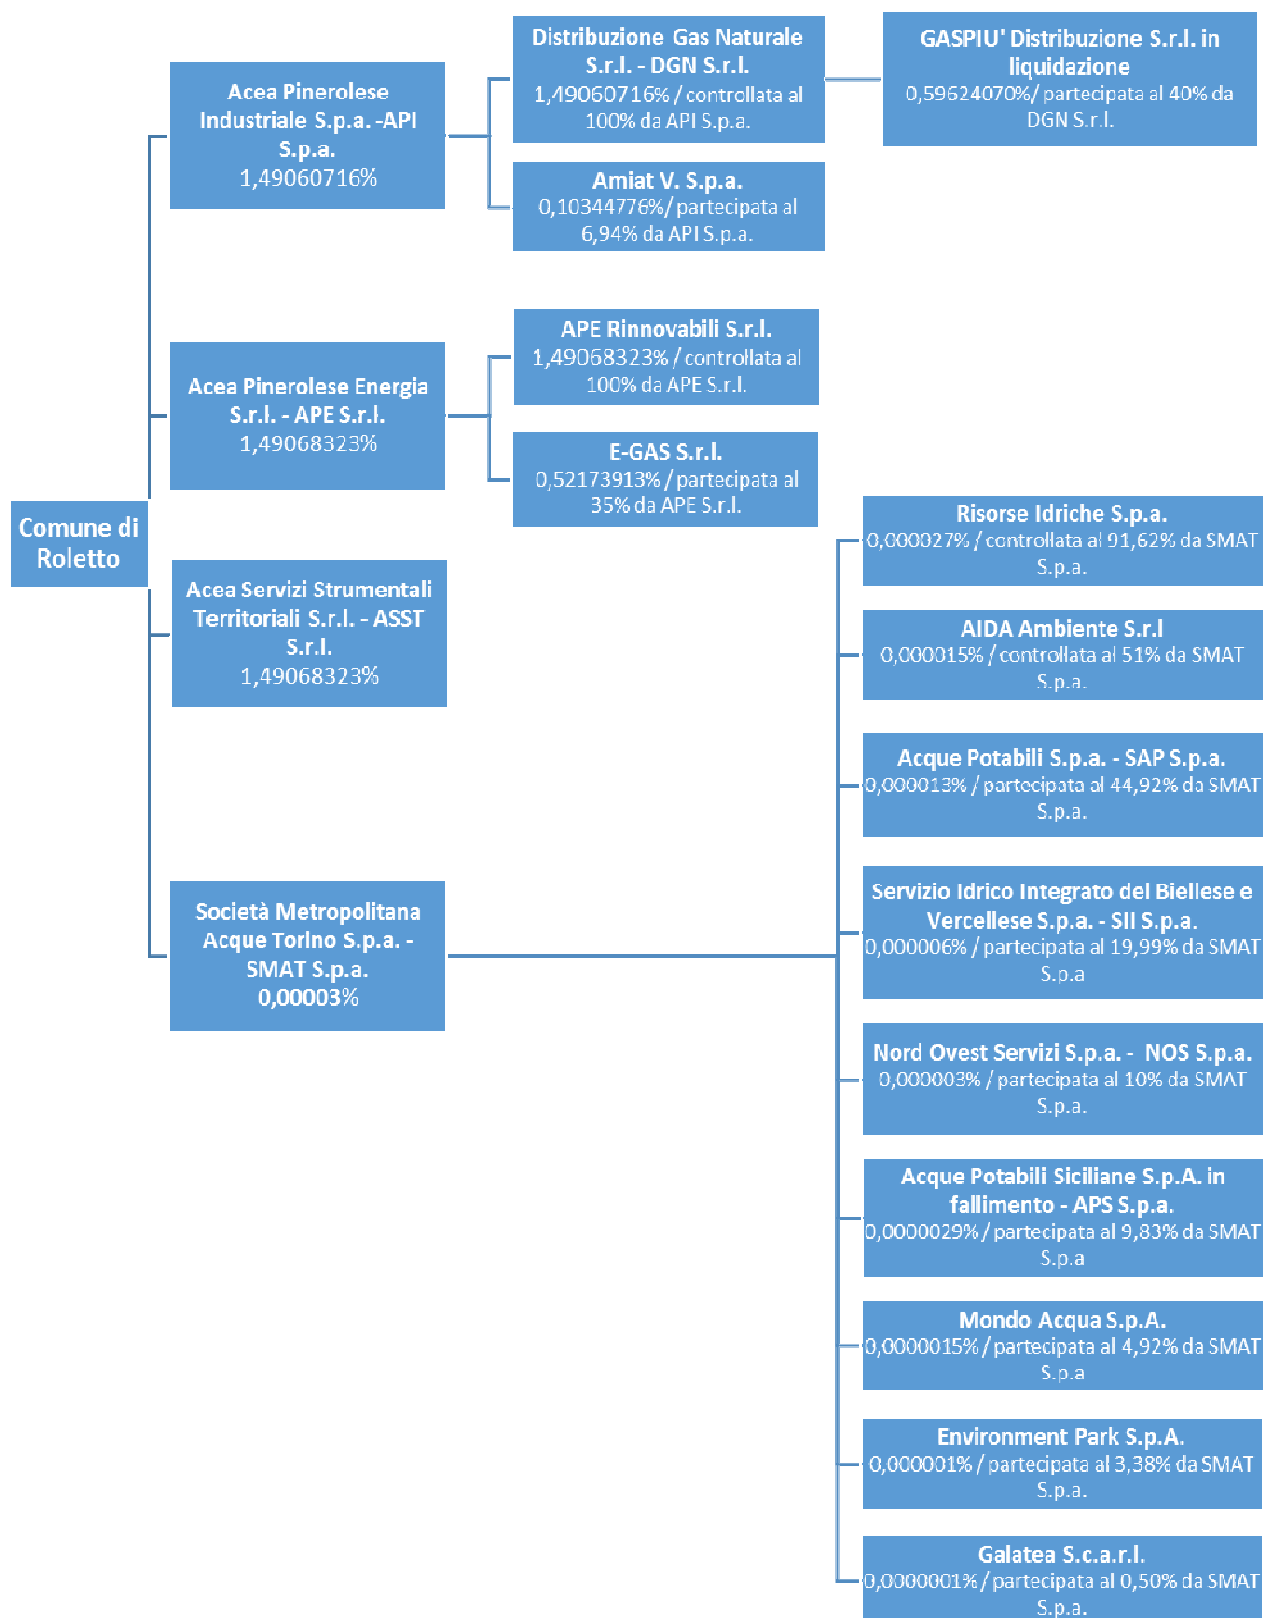 Comune di
Roletto
Acea Pinerolese
Industriale S.p.a. -API
S.p.a.
1,49060716%
Distribuzione Gas Naturale
S.r.l. - DGN S.r.l.
1,49060716% / controllata al
100% da API S.p.a.
GASPIU' Distribuzione S.r.l. in
liquidazione
0,59624070%/ partecipata al 40% da
DGN S.r.l.
Amiat V. S.p.a.
0,10344776%/ partecipata al
6,94% da API S.p.a.
Acea Pinerolese Energia
S.r.l. - APE S.r.l.
1,49068323%
APE Rinnovabili S.r.l.
1,49068323% / controllata al
100% da APE S.r.l.
E-GAS S.r.l.
0,52173913% / partecipata al
35% da APE S.r.l.
Acea Servizi Strumentali
Territoriali S.r.l. - ASST
S.r.l.
1,49068323%
Società Metropolitana
Acque Torino S.p.a. -
SMAT S.p.a.
0,00003%
Risorse Idriche S.p.a.
0,000027% / controllata al 91,62% da SMAT
S.p.a.
AIDA Ambiente S.r.l
0,000015% / controllata al 51% da SMAT
S.p.a.
Acque Potabili S.p.a. - SAP S.p.a.
0,000013% / partecipata al 44,92% da SMAT
S.p.a.
Servizio Idrico Integrato del Biellese e
Vercellese S.p.a. - SII S.p.a.
0,000006% / partecipata al 19,99% da SMAT
S.p.a
Nord Ovest Servizi S.p.a. - NOS S.p.a.
0,000003% / partecipata al 10% da SMAT
S.p.a.
Acque Potabili Siciliane S.p.A. in
fallimento - APS S.p.a.
0,0000029% / partecipata al 9,83% da SMAT
S.p.a
Mondo Acqua S.p.A.
0,0000015% / partecipata al 4,92% da SMAT
S.p.a
Environment Park S.p.A.
0,000001% / partecipata al 3,38% da SMAT
S.p.a.
Galatea S.c.a.r.l.
0,0000001% / partecipata al 0,50% da SMAT
S.p.a.